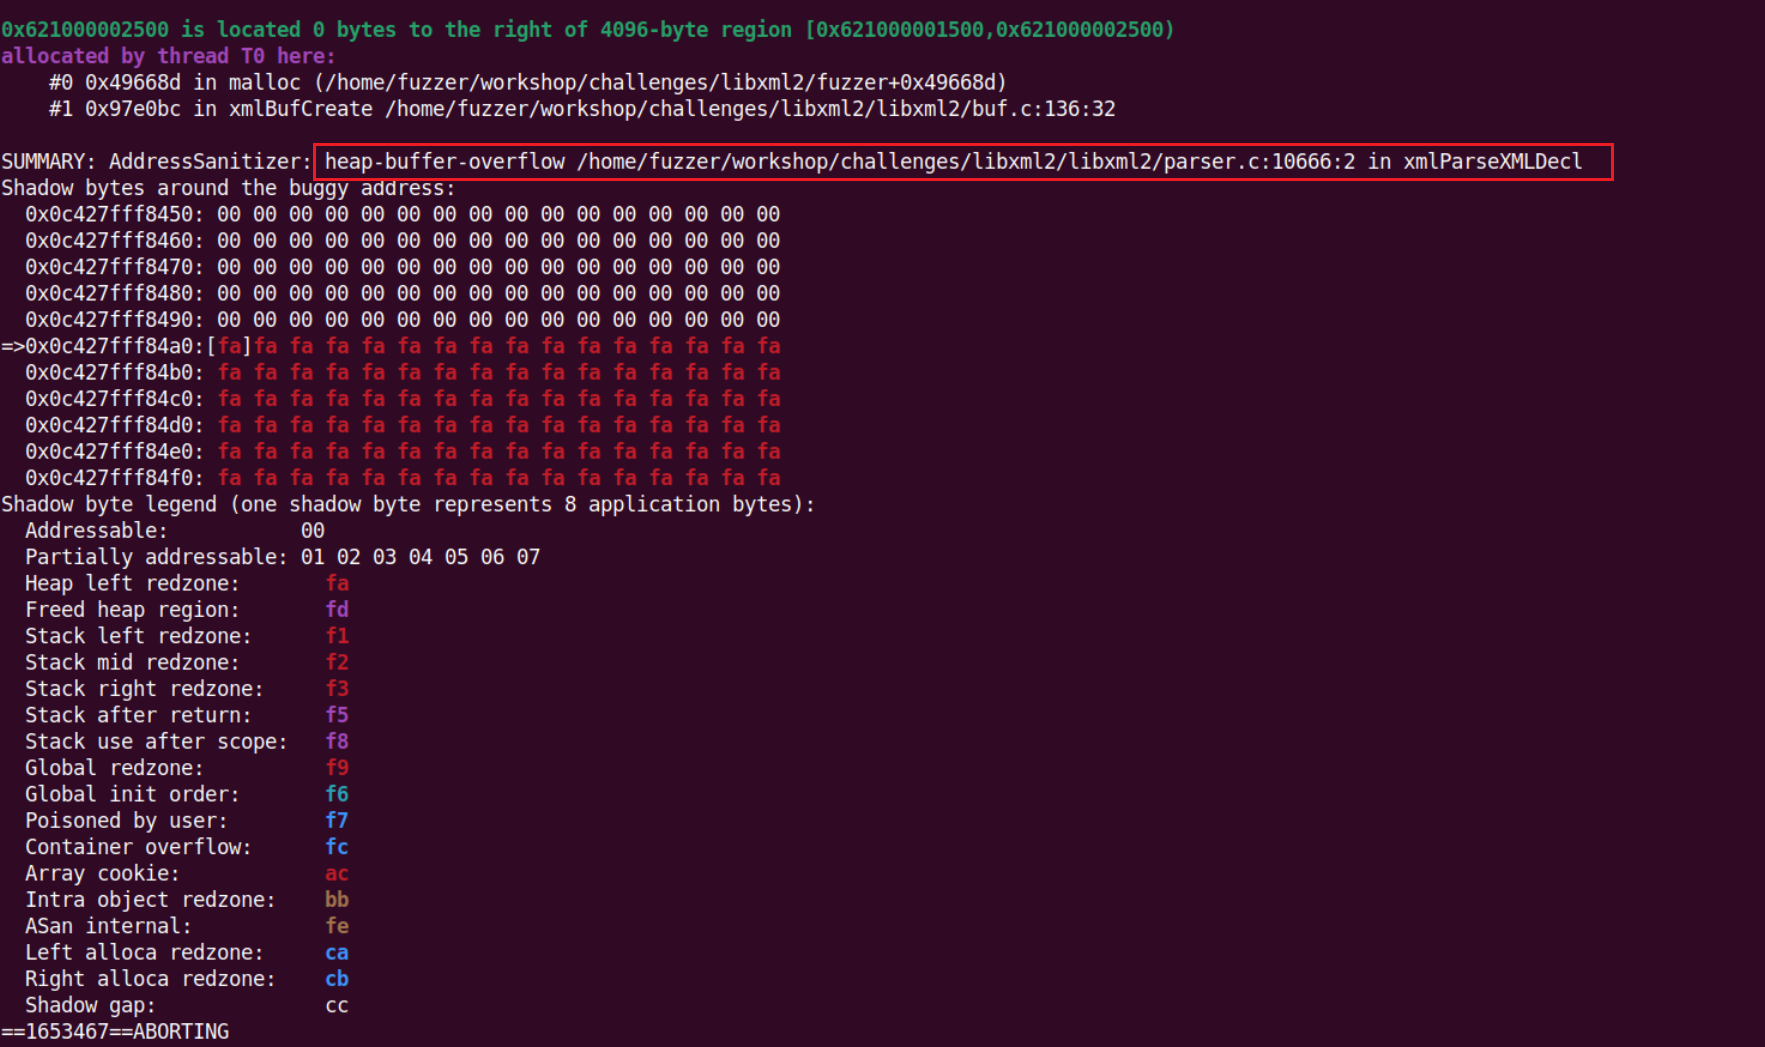 0x621000002500 is located 0 bytes to the right of 4096-byte region [0x621000001500,0x621000002500)
allocated by thread T0 here:
    #0 0x49668d in malloc (/home/fuzzer/workshop/challenges/libxml2/fuzzer+0x49668d)
    #1 0x97e0bc in xmlBufCreate /home/fuzzer/workshop/challenges/libxml2/libxml2/buf.c:136:32

SUMMARY: AddressSanitizer: heap-buffer-overflow /home/fuzzer/workshop/challenges/libxml2/libxml2/parser.c:10666:2 in xmlParseXMLDecl
Shadow bytes around the buggy address:
  0x0c427fff8450: 00 00 00 00 00 00 00 00 00 00 00 00 00 00 00 00
  0x0c427fff8460: 00 00 00 00 00 00 00 00 00 00 00 00 00 00 00 00
  0x0c427fff8470: 00 00 00 00 00 00 00 00 00 00 00 00 00 00 00 00
  0x0c427fff8480: 00 00 00 00 00 00 00 00 00 00 00 00 00 00 00 00
  0x0c427fff8490: 00 00 00 00 00 00 00 00 00 00 00 00 00 00 00 00
=>0x0c427fff84a0:[fa]fa fa fa fa fa fa fa fa fa fa fa fa fa fa fa
  0x0c427fff84b0: fa fa fa fa fa fa fa fa fa fa fa fa fa fa fa fa
  0x0c427fff84c0: fa fa fa fa fa fa fa fa fa fa fa fa fa fa fa fa
  0x0c427fff84d0: fa fa fa fa fa fa fa fa fa fa fa fa fa fa fa fa
  0x0c427fff84e0: fa fa fa fa fa fa fa fa fa fa fa fa fa fa fa fa
  0x0c427fff84f0: fa fa fa fa fa fa fa fa fa fa fa fa fa fa fa fa
Shadow byte legend (one shadow byte represents 8 application bytes):
  Addressable:           00
  Partially addressable: 01 02 03 04 05 06 07
  Heap left redzone:       fa
  Freed heap region:       fd
  Stack left redzone:      f1
  Stack mid redzone:       f2
  Stack right redzone:     f3
  Stack after return:      f5
  Stack use after scope:   f8
  Global redzone:          f9
  Global init order:       f6
  Poisoned by user:        f7
  Container overflow:      fc
  Array cookie:            ac
  Intra object redzone:    bb
  ASan internal:           fe
  Left alloca redzone:     ca
  Right alloca redzone:    cb
  Shadow gap:              cc
==1653467==ABORTING